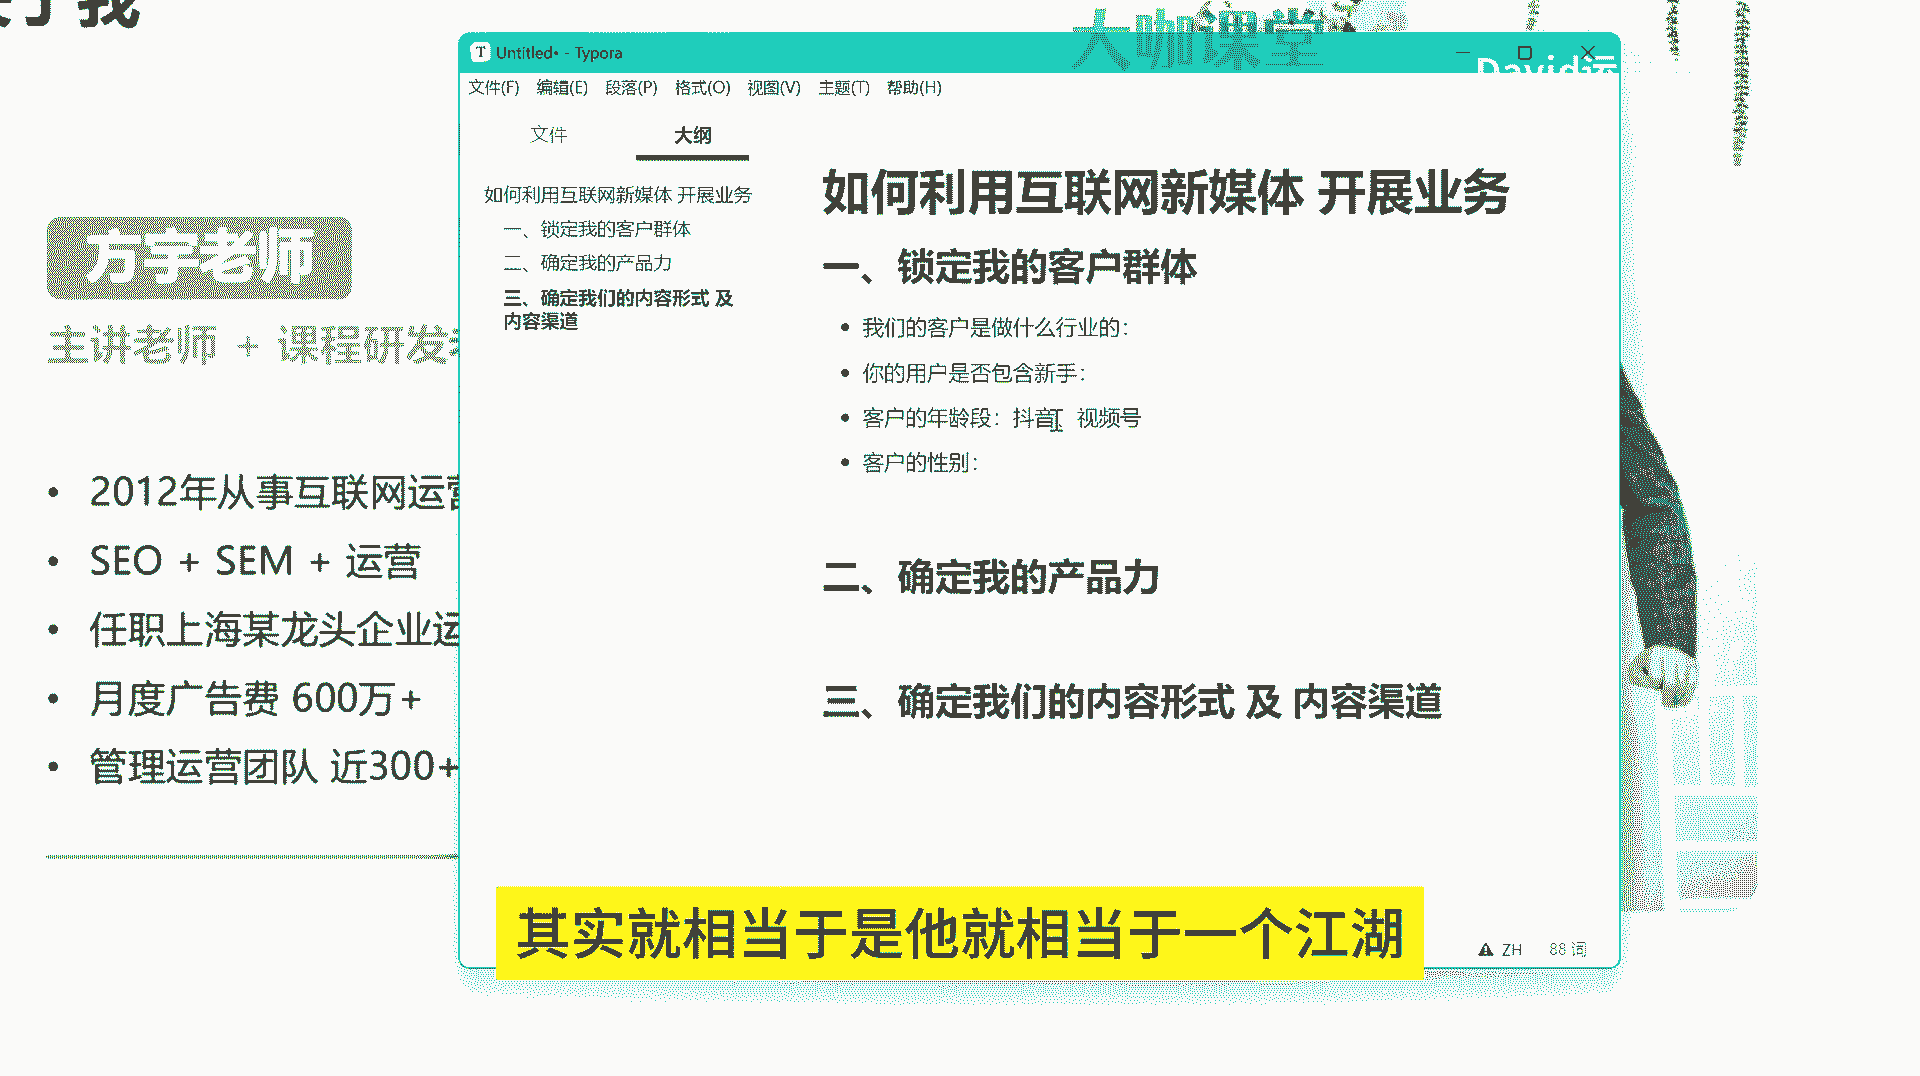 我
大咖课堂
Untitled• - Typora
David运
文件(F) 编辑(E) 段落(P) 格式(O) 视图(V) 主题(T) 帮助(H)
文件 大纲
如何利用互联网新媒体 开展业务
一、锁定我的客户群体
二、确定我的产品力
三、确定我们的内容形式 及
内容渠道
如何利用互联网新媒体 开展业务
一、锁定我的客户群体
我们的客户是做什么行业的：
你的用户是否包含新手：
客户的年龄段：抖音 视频号
客户的性别：
二、确定我的产品力
三、确定我们的内容形式 及 内容渠道
方宇老师
主讲老师 + 课程研发
• 2012年从事互联网运营
• SEO + SEM + 运营
• 任职上海某龙头企业运
• 月度广告费 600万+
• 管理运营团队 近300+
其实就相当于是他就相当于一个江湖
ZH 88 词